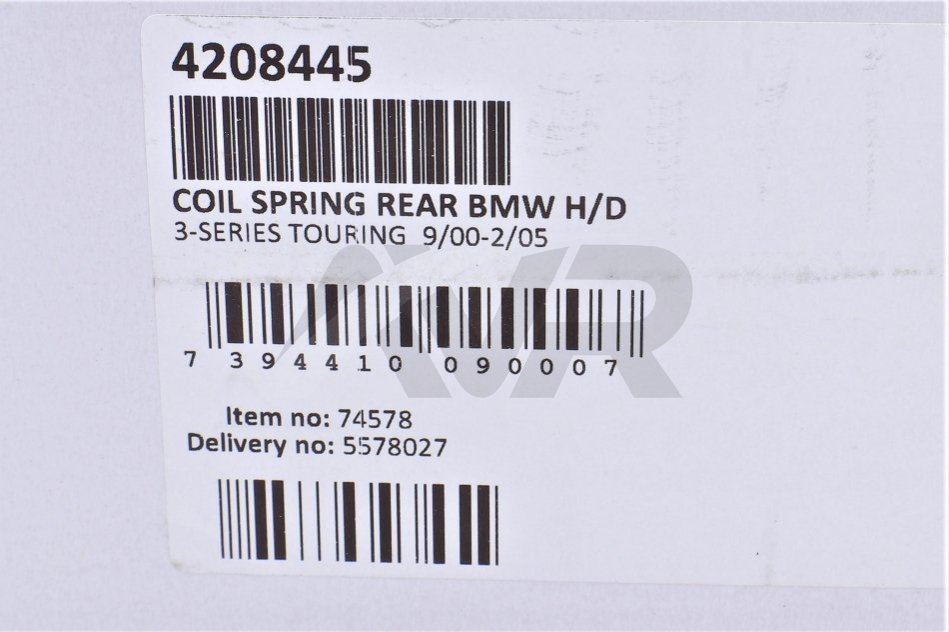 4208445
COIL SPRING REAR BMW H/D
3-SERIES TOURING 9/00-2/05
7 394410 090007
Item no: 74578
Delivery no: 5578027